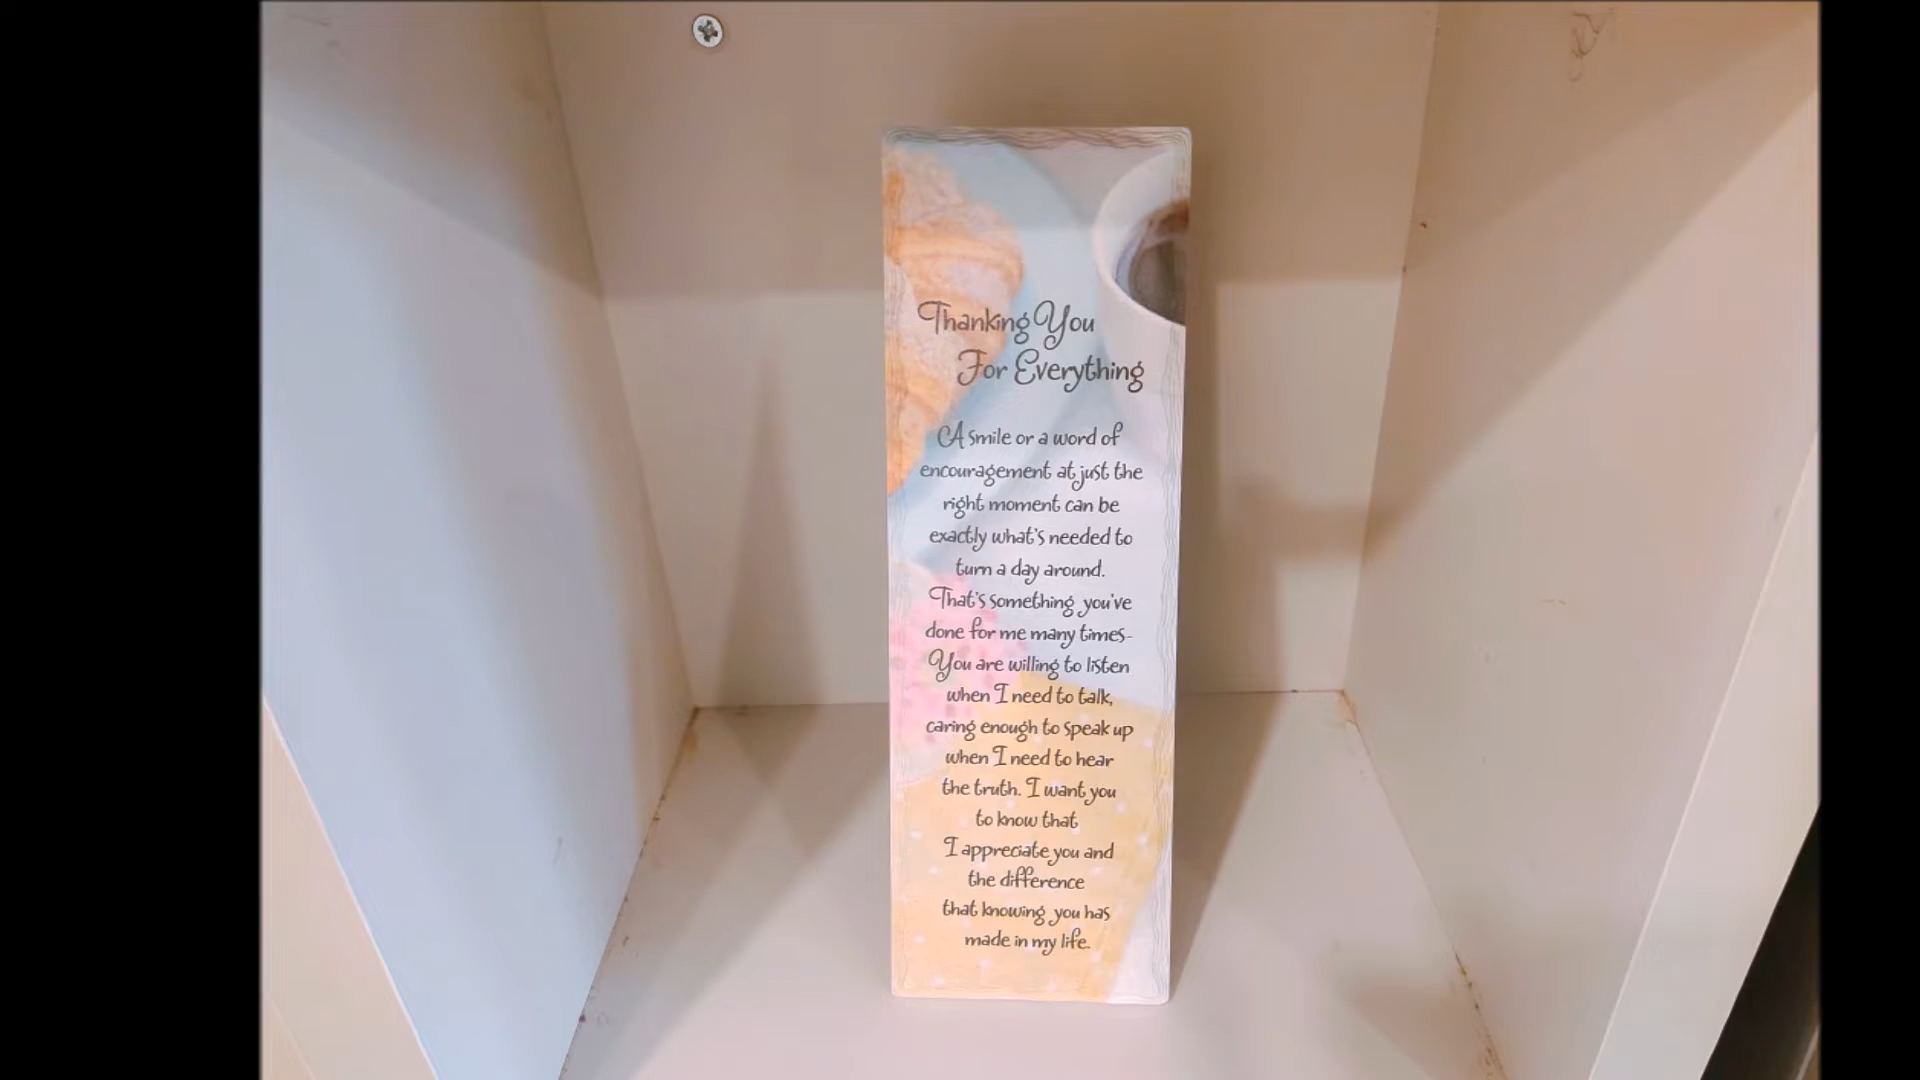 Thanking You
For Everything
A smile or a word of
encouragement at just the
right moment can be
exactly what's needed to
turn a day around.
That's something you've
done for me many times-
You are willing to listen
when I need to talk,
caring enough to speak up
when I need to hear
the truth. I want you
to know that
I appreciate you and
the difference
that knowing you has
made in my life.